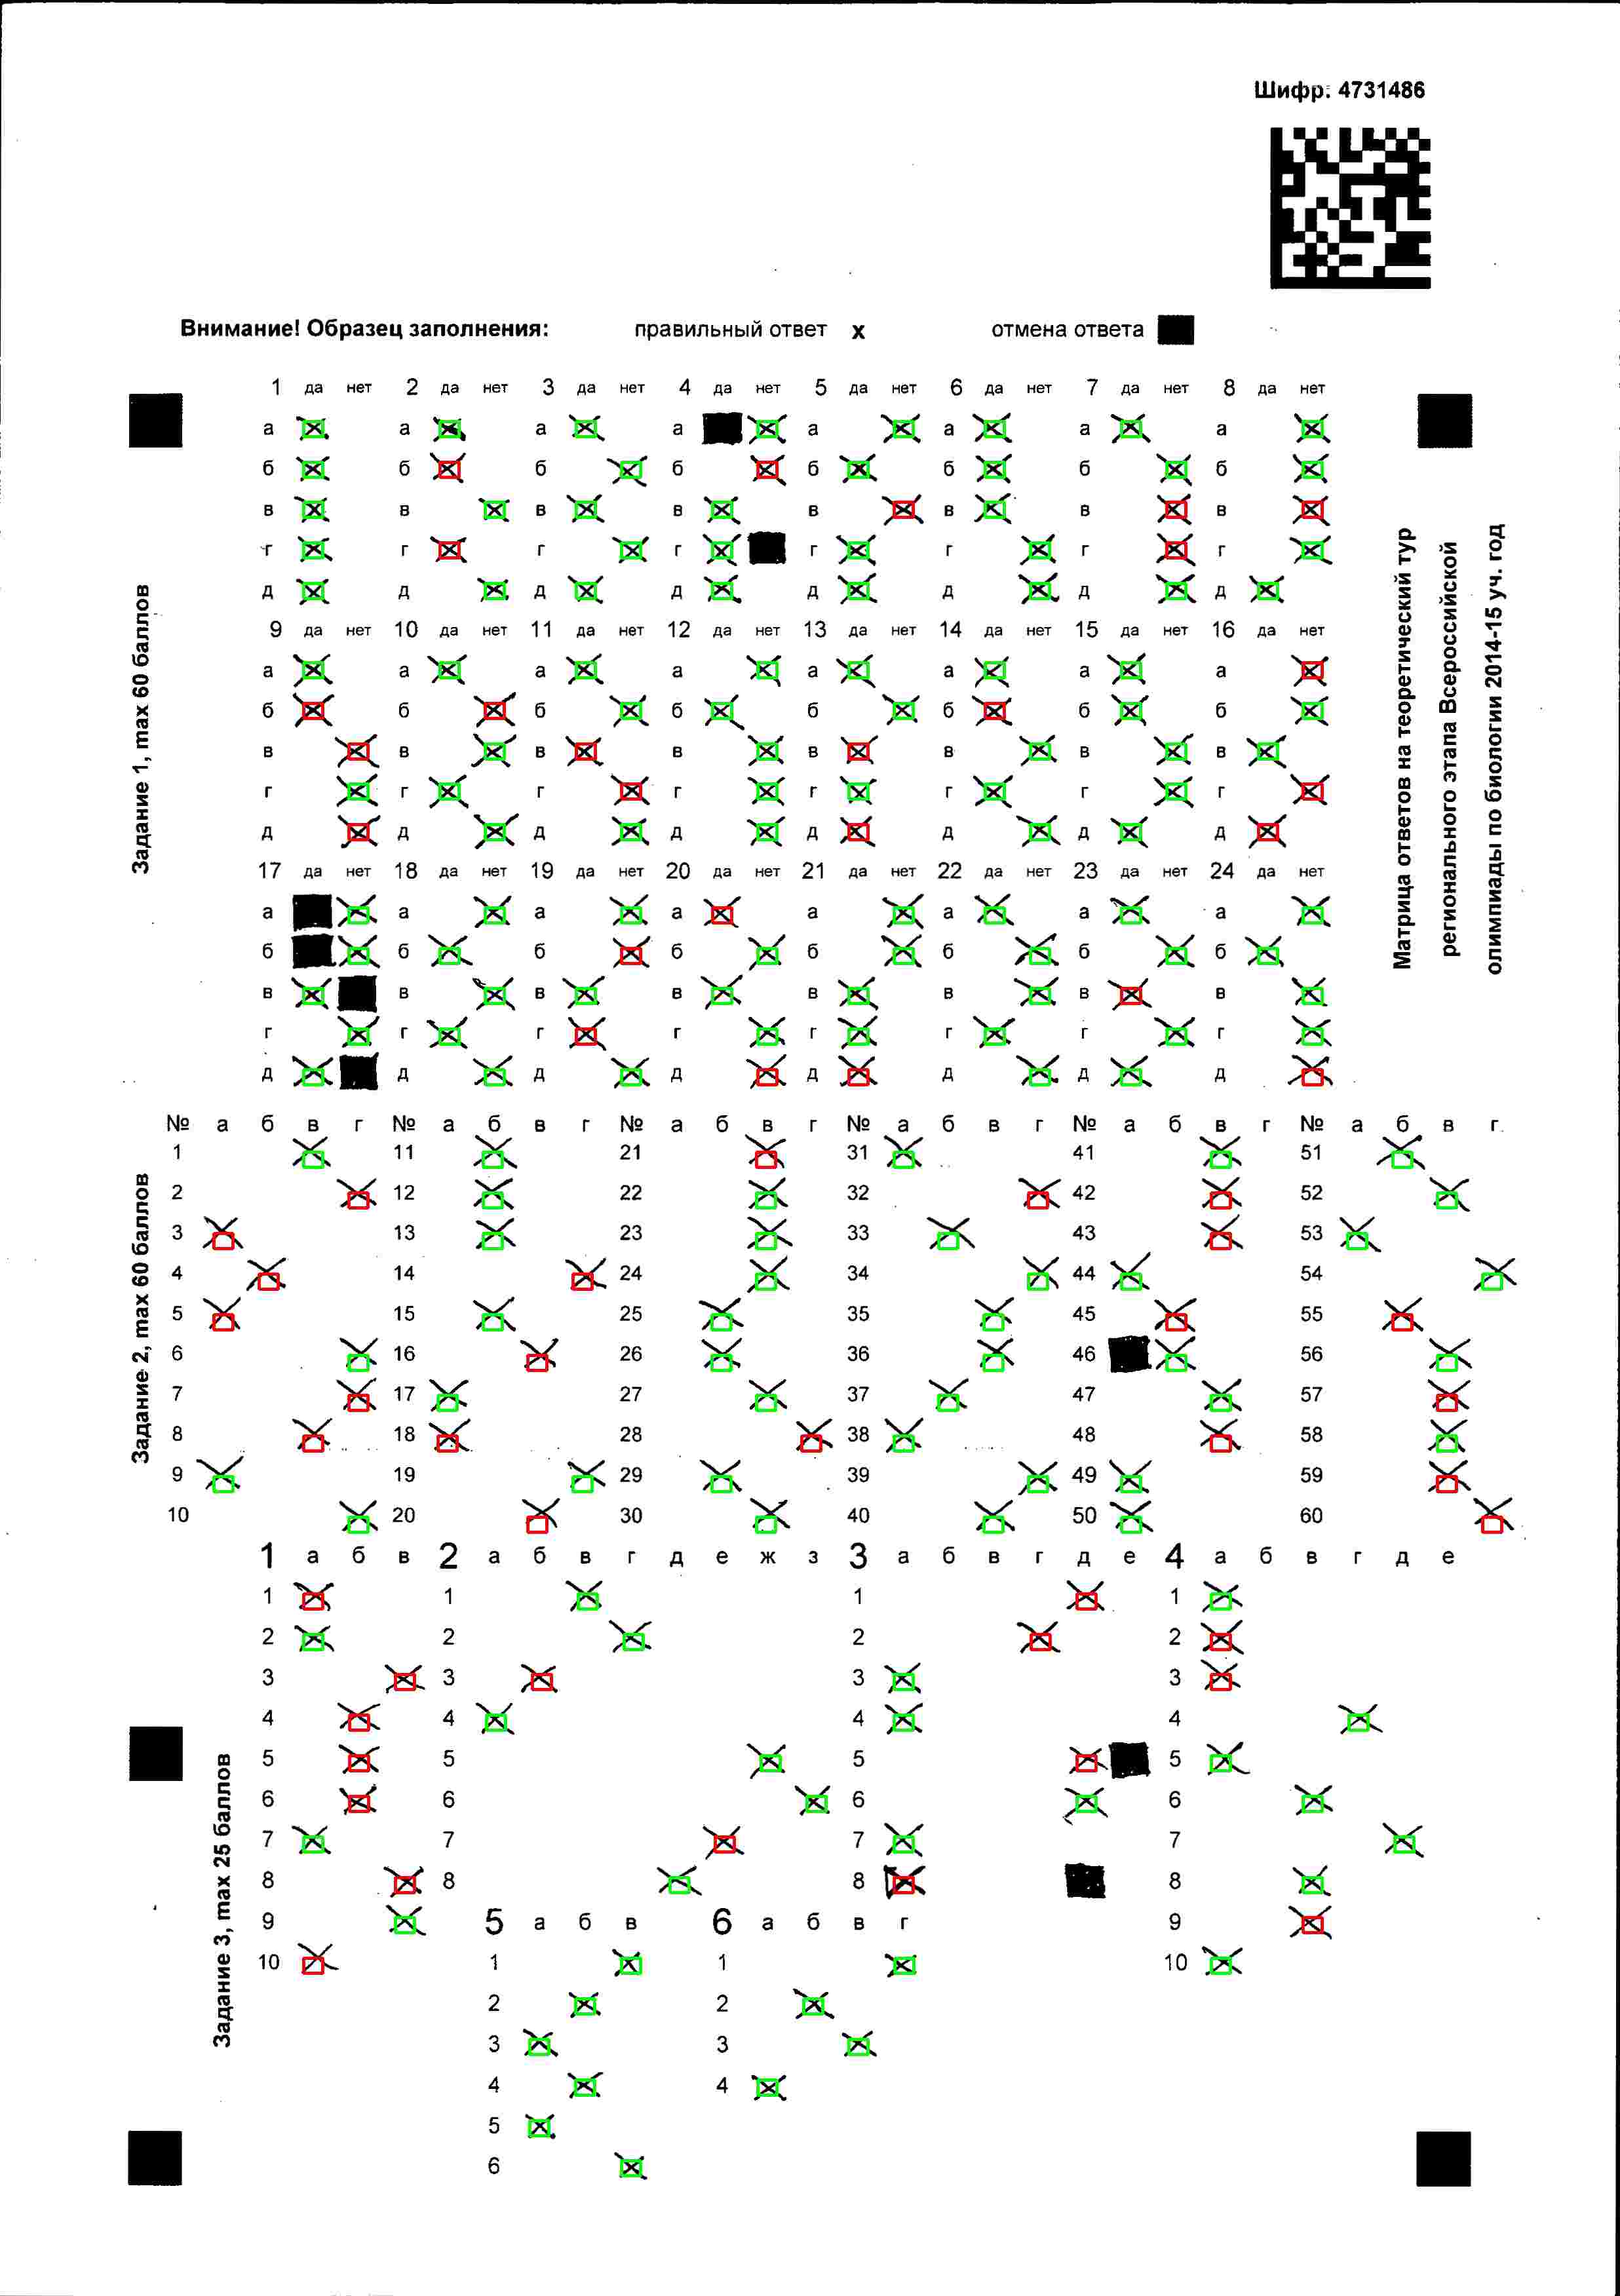 Шифр: 4731486
Внимание! Образец заполнения: правильный ответ x отмена ответа
1 да нет 2 да нет 3 да нет 4 да нет 5 да нет 6 да нет 7 да нет 8 да нет
а а а а а а а а
б б б б б б б б
в в в в в в в в
г г г г г г г г
д д д д д д д д
9 да нет 10 да нет 11 да нет 12 да нет 13 да нет 14 да нет 15 да нет 16 да нет
а а а а а а а а
б б б б б б б б
в в в в в в в в
г г г г г г г г
д д д д д д д д
17 да нет 18 да нет 19 да нет 20 да нет 21 да нет 22 да нет 23 да нет 24 да нет
а а а а а а а а
б б б б б б б б
в в в в в в в в
г г г г г г г г
д д д д д д д д
Задание 1, max 60 баллов
Матрица ответов на теоретический тур
регионального этапа Всероссийской
олимпиады по биологии 2014-15 уч. год
№ а б в г № а б в г № а б в г № а б в г № а б в г № а б в г
1 11 21 31 41 51
2 12 22 32 42 52
3 13 23 33 43 53
4 14 24 34 44 54
5 15 25 35 45 55
6 16 26 36 46 56
7 17 27 37 47 57
8 18 28 38 48 58
9 19 29 39 49 59
10 20 30 40 50 60
Задание 2, max 60 баллов
1 а б в 2 а б в г д е ж з 3 а б в г д е 4 а б в г д е
1 1 1 1
2 2 2 2
3 3 3 3
4 4 4 4
5 5 5 5
6 6 6 6
7 7 7 7
8 8 8 8
9 5 а б в 6 а б в г 9
10 1 1 10
2 2
3 3
4 4
5
6
Задание 3, max 25 баллов